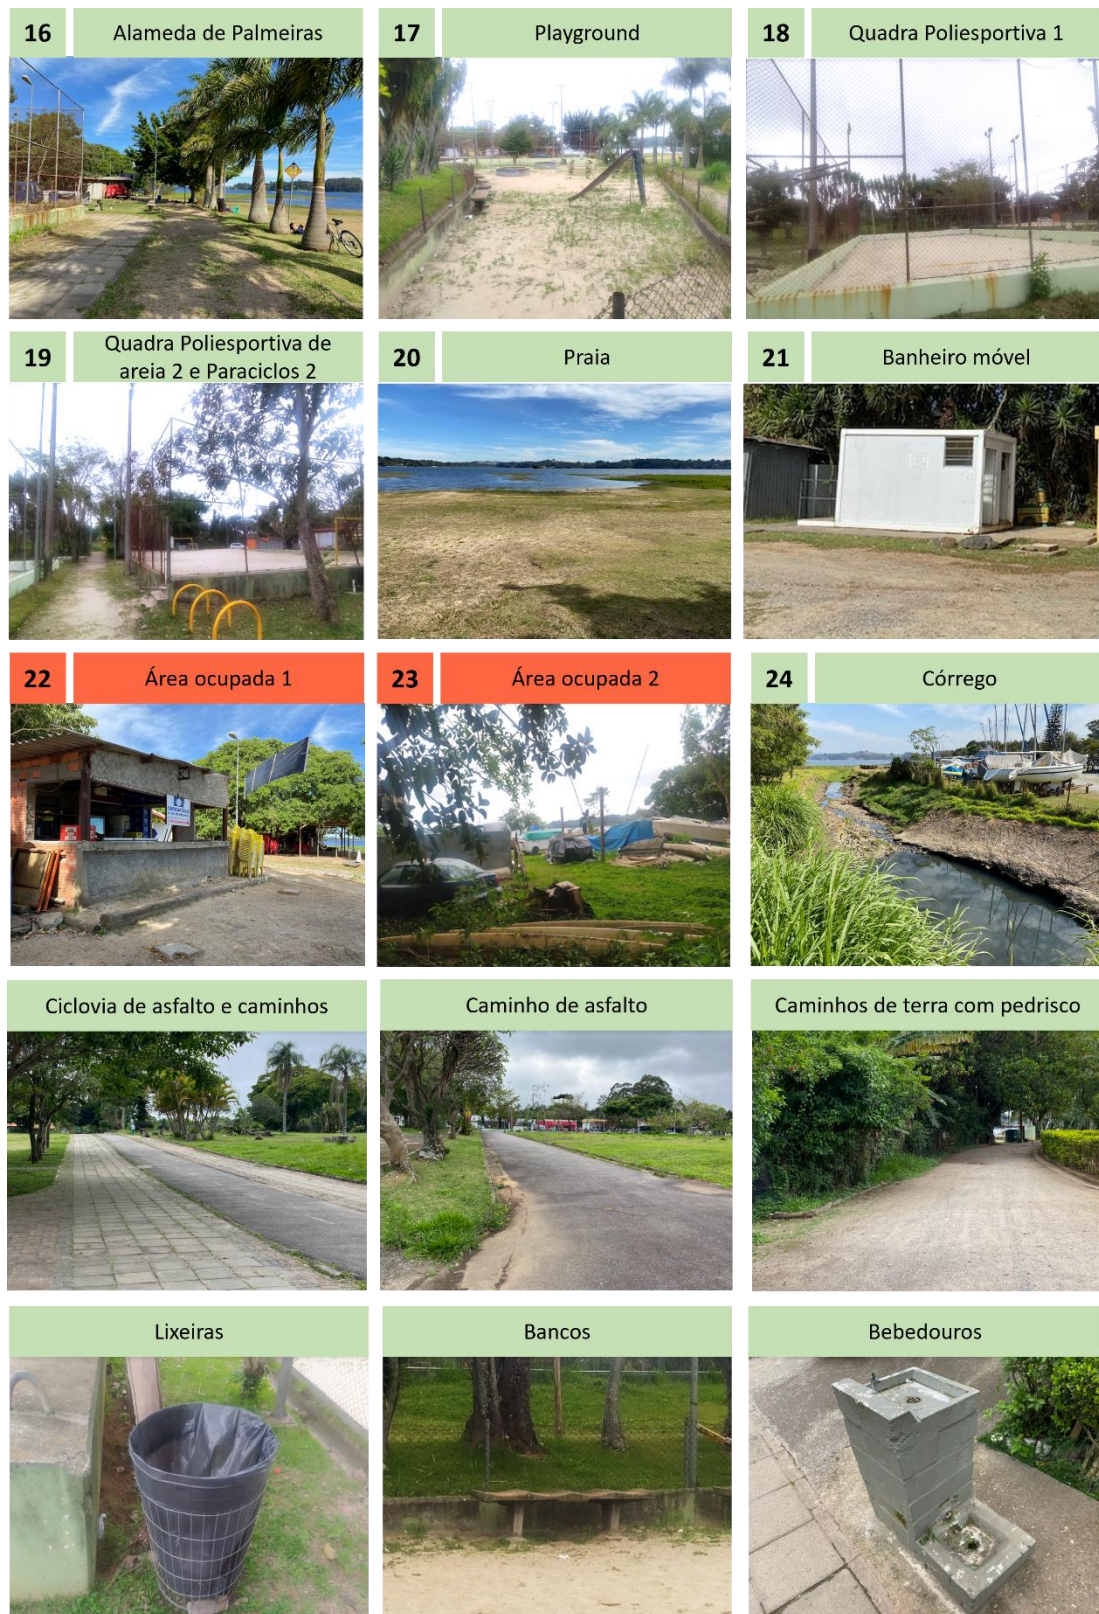 16 Alameda de Palmeiras
17 Playground
18 Quadra Poliesportiva 1
19 Quadra Poliesportiva de
areia 2 e Paraciclos 2
20 Praia
21 Banheiro móvel
22 Área ocupada 1
23 Área ocupada 2
24 Córrego
Ciclovia de asfalto e caminhos
Caminho de asfalto
Caminhos de terra com pedrisco
Lixeiras
Bancos
Bebedouros